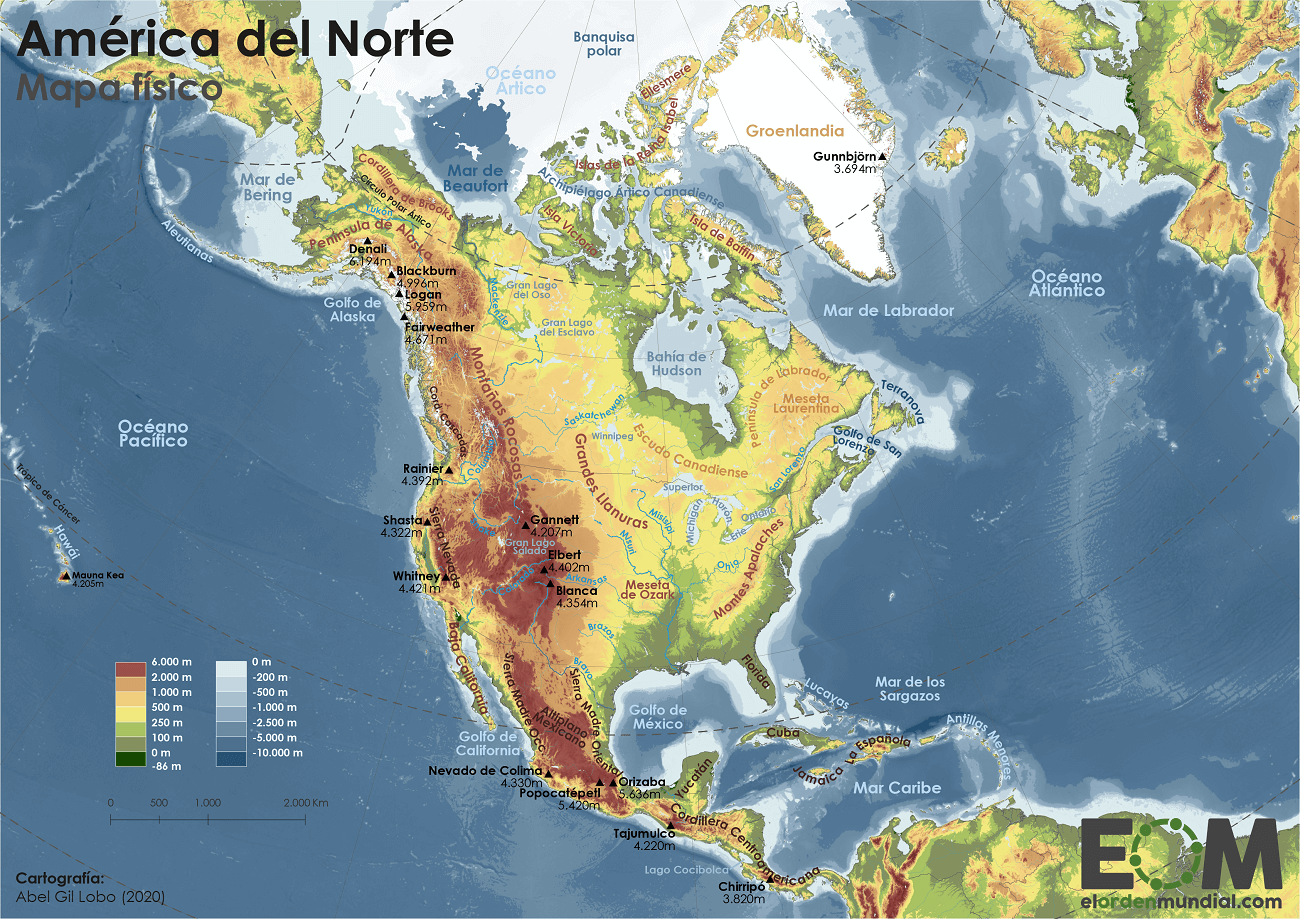 América del Norte
Mapa físico
Banquisa
polar
Océano
Ártico
Ellesmere
Islas de la Reina Isabel
Groenlandia
Gunnbjörn
3.694m
Mar de
Beaufort
Archipiélago Ártico Canadiense
Mar de
Bering
Cordillera de Brooks
Círculo Polar Ártico
Yukón
Península de Alaska
Isla Victoria
Isla de Baffin
Aleutianas
Denali
6.194m
Blackburn
4.996m
Logan
5.959m
Golfo de
Alaska
Fairweather
4.671m
Mackenzie
Gran Lago
del Oso
Gran Lago
del Esclavo
Océano
Atlántico
Mar de Labrador
Bahía de
Hudson
Montañas Rocosas
Cord. Cascadas
Península de Labrador
Meseta
Laurentina
Terranova
Golfo de San
Lorenzo
Saskatchewan
Winnipeg
Escudo Canadiense
San Lorenzo
Océano
Pacífico
Columbia
Grandes Llanuras
Rainier
4.392m
Superior
Michigan
Hurón
Ontario
Erie
Misisipi
Trópico de Cáncer
Hawái
Mauna Kea
4.205m
Shasta
4.322m
Sierra Nevada
Gannett
4.207m
Gran Lago
Salado
Elbert
4.402m
Misuri
Ohio
Montes Apalaches
Whitney
4.421m
Arkansas
Blanca
4.354m
Meseta
de Ozark
Brazos
Bravo
Baja California
Florida
6.000 m
2.000 m
1.000 m
500 m
250 m
100 m
0 m
-86 m
0 m
-200 m
-500 m
-1.000 m
-2.500 m
-5.000 m
-10.000 m
Sierra Madre Occ.
Sierra Madre Oriental
Altiplano
Mexicano
Golfo de
California
Golfo de
México
Lucayas
Mar de los
Sargazos
Cuba
La Española
Jamaica
Antillas Menores
Nevado de Colima
4.330m
Popocatépetl
5.420m
Orizaba
5.636m
Yucatán
Mar Caribe
0 500 1.000 2.000 Km
Cordillera Centroamericana
Tajumulco
4.220m
Lago Cocibolca
Chirripó
3.820m
Cartografía:
Abel Gil Lobo (2020)
EOM
elordenmundial.com